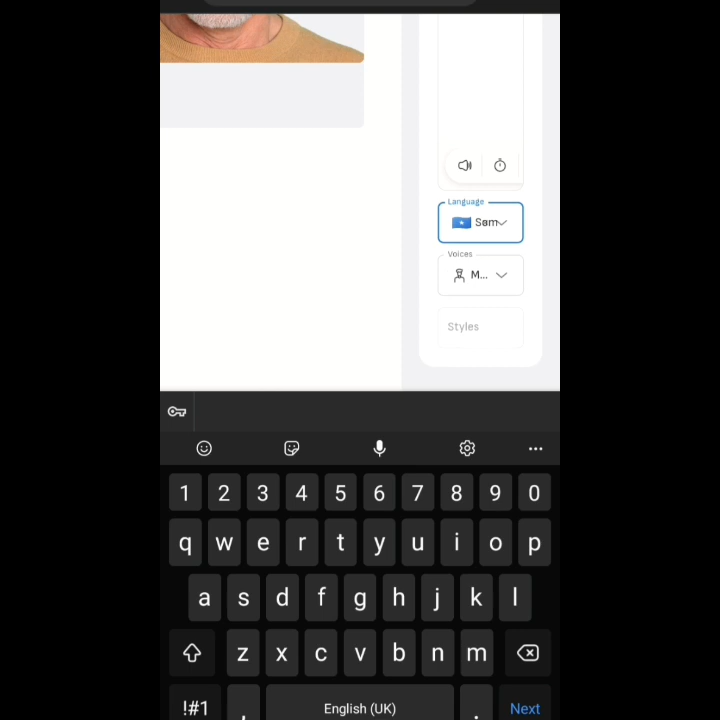 Language
Som
Voices
M...
Styles
1 2 3 4 5 6 7 8 9 0
q w e r t y u i o p
a s d f g h j k l
z x c v b n m
!#1 , English (UK) . Next